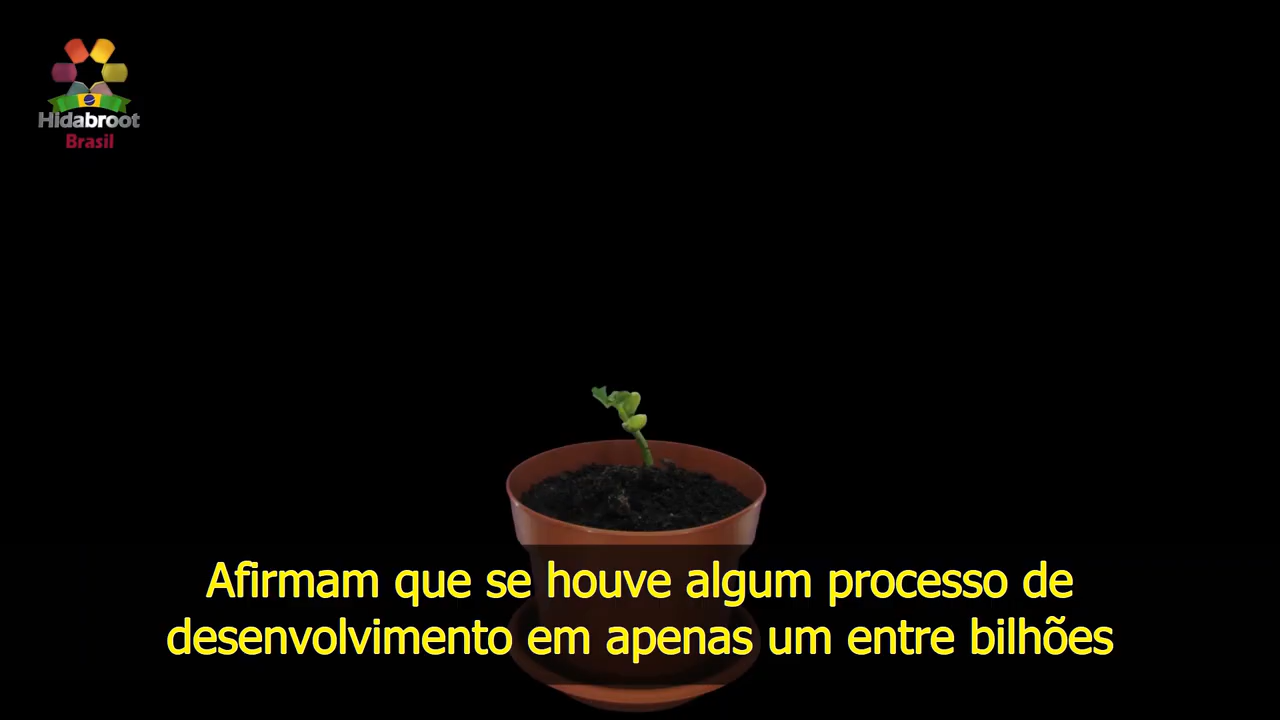 Hidabroot
Brasil
Afirmam que se houve algum processo de
desenvolvimento em apenas um entre bilhões